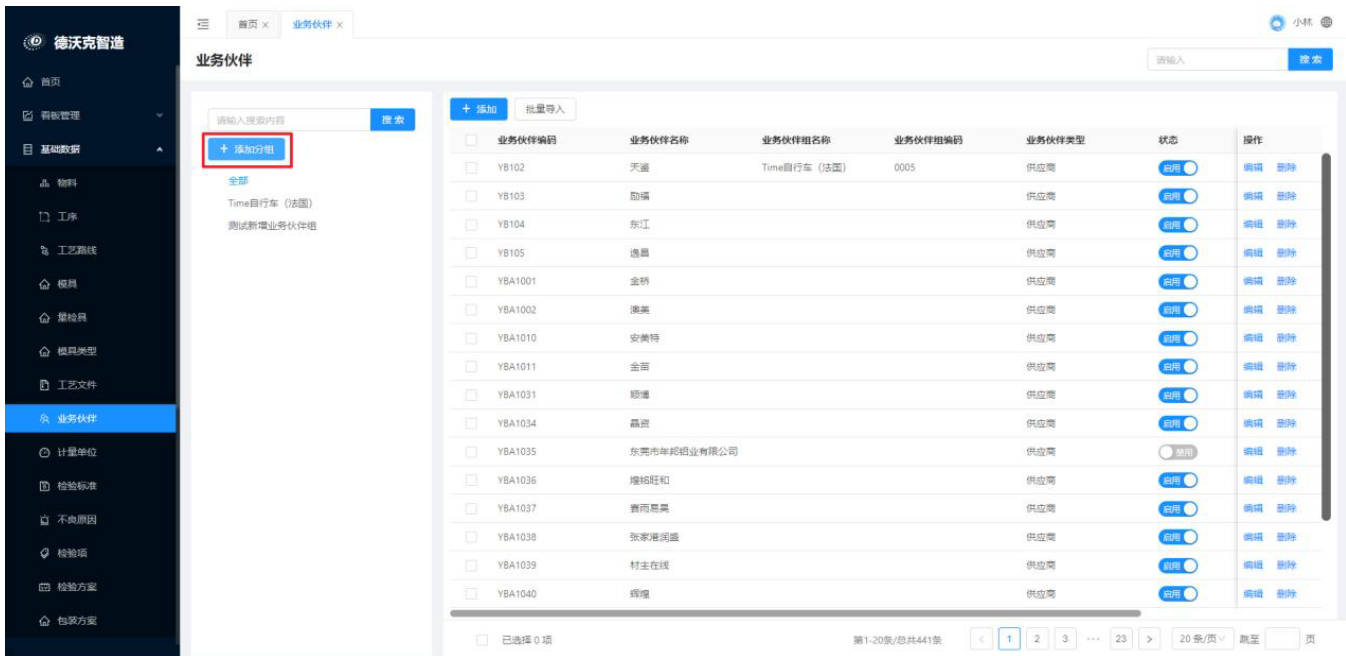 德沃克智造
首页
看板管理
基础数据
物料
工序
工艺路线
模具
量检具
模具类型
工艺文件
业务伙伴
计量单位
检验标准
不良原因
检验项
检验方案
包装方案
首页 × 业务伙伴 ×
小林
业务伙伴
请输入 搜 索
请输入搜索内容 搜 索
+ 添加分组
全部
Time自行车（法国）
测试新增业务伙伴组
+ 添加 批量导入
业务伙伴编码 业务伙伴名称 业务伙伴组名称 业务伙伴组编码 业务伙伴类型 状态 操作
YB102 天鎏 Time自行车（法国） 0005 供应商 启用 编辑 删除
YB103 励福 供应商 启用 编辑 删除
YB104 东江 供应商 启用 编辑 删除
YB105 逸昌 供应商 启用 编辑 删除
YBA1001 金桥 供应商 启用 编辑 删除
YBA1002 澳美 供应商 启用 编辑 删除
YBA1010 安美特 供应商 启用 编辑 删除
YBA1011 金苗 供应商 启用 编辑 删除
YBA1031 顺博 供应商 启用 编辑 删除
YBA1034 晶资 供应商 启用 编辑 删除
YBA1035 东莞市年邦铝业有限公司 供应商 禁用 编辑 删除
YBA1036 供应商 启用 编辑 删除
YBA1037 供应商 启用 编辑 删除
YBA1038 张家港润盛 供应商 启用 编辑 删除
YBA1039 材主在线 供应商 启用 编辑 删除
YBA1040 辉煌 供应商 启用 编辑 删除
已选择 0 项 第1-20条/总共441条 < 1 2 3 ··· 23 > 20 条/页 跳至 页